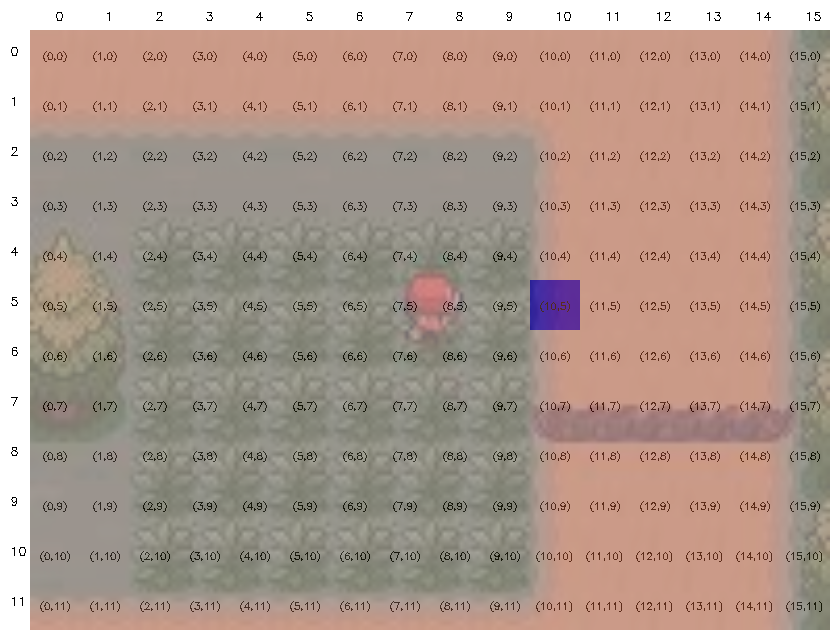 0 1 2 3 4 5 6 7 8 9 10 11 12 13 14 15
0 (0,0) (1,0) (2,0) (3,0) (4,0) (5,0) (6,0) (7,0) (8,0) (9,0) (10,0) (11,0) (12,0) (13,0) (14,0) (15,0)
1 (0,1) (1,1) (2,1) (3,1) (4,1) (5,1) (6,1) (7,1) (8,1) (9,1) (10,1) (11,1) (12,1) (13,1) (14,1) (15,1)
2 (0,2) (1,2) (2,2) (3,2) (4,2) (5,2) (6,2) (7,2) (8,2) (9,2) (10,2) (11,2) (12,2) (13,2) (14,2) (15,2)
3 (0,3) (1,3) (2,3) (3,3) (4,3) (5,3) (6,3) (7,3) (8,3) (9,3) (10,3) (11,3) (12,3) (13,3) (14,3) (15,3)
4 (0,4) (1,4) (2,4) (3,4) (4,4) (5,4) (6,4) (7,4) (8,4) (9,4) (10,4) (11,4) (12,4) (13,4) (14,4) (15,4)
5 (0,5) (1,5) (2,5) (3,5) (4,5) (5,5) (6,5) (7,5) (8,5) (9,5) (10,5) (11,5) (12,5) (13,5) (14,5) (15,5)
6 (0,6) (1,6) (2,6) (3,6) (4,6) (5,6) (6,6) (7,6) (8,6) (9,6) (10,6) (11,6) (12,6) (13,6) (14,6) (15,6)
7 (0,7) (1,7) (2,7) (3,7) (4,7) (5,7) (6,7) (7,7) (8,7) (9,7) (10,7) (11,7) (12,7) (13,7) (14,7) (15,7)
8 (0,8) (1,8) (2,8) (3,8) (4,8) (5,8) (6,8) (7,8) (8,8) (9,8) (10,8) (11,8) (12,8) (13,8) (14,8) (15,8)
9 (0,9) (1,9) (2,9) (3,9) (4,9) (5,9) (6,9) (7,9) (8,9) (9,9) (10,9) (11,9) (12,9) (13,9) (14,9) (15,9)
10 (0,10) (1,10) (2,10) (3,10) (4,10) (5,10) (6,10) (7,10) (8,10) (9,10) (10,10) (11,10) (12,10) (13,10) (14,10) (15,10)
11 (0,11) (1,11) (2,11) (3,11) (4,11) (5,11) (6,11) (7,11) (8,11) (9,11) (10,11) (11,11) (12,11) (13,11) (14,11) (15,11)